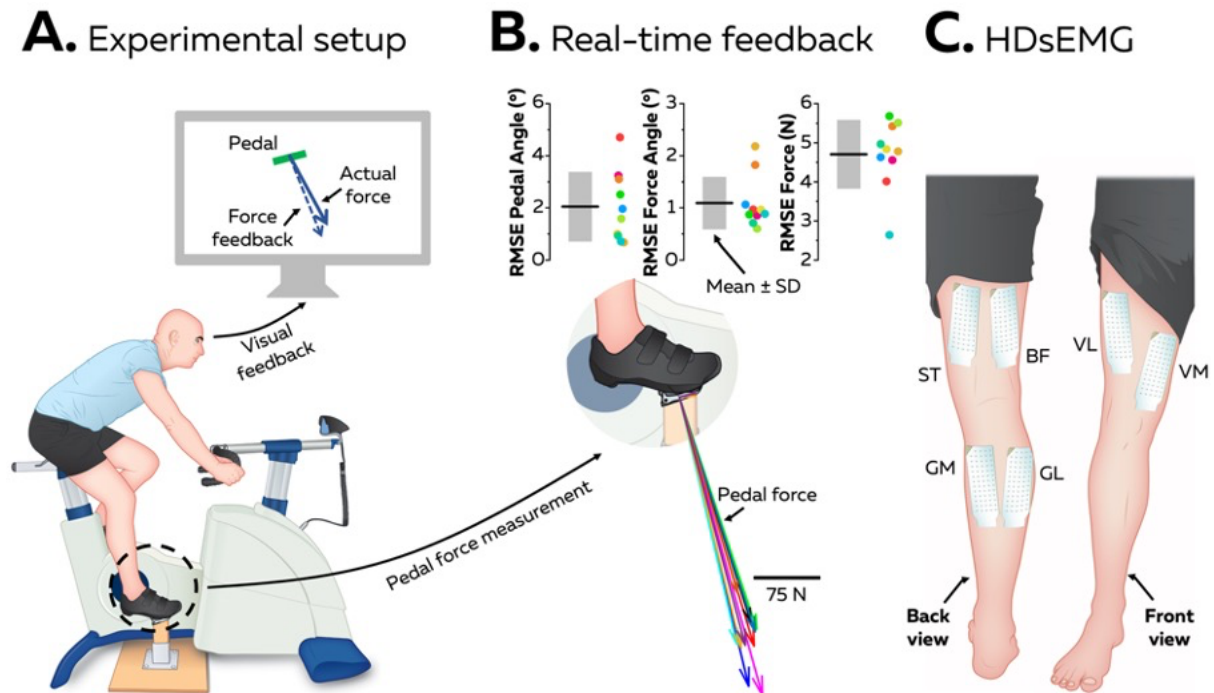 A. Experimental setup
Pedal
Actual
force
Force
feedback
Visual
feedback
Pedal force measurement
B. Real-time feedback
RMSE Pedal Angle (°)
6
4
2
0
RMSE Force Angle (°)
3
2
1
0
RMSE Force (N)
6
5
4
3
2
Mean ± SD
Pedal force
75 N
C. HDsEMG
ST
BF
VL
VM
GM
GL
Back
view
Front
view